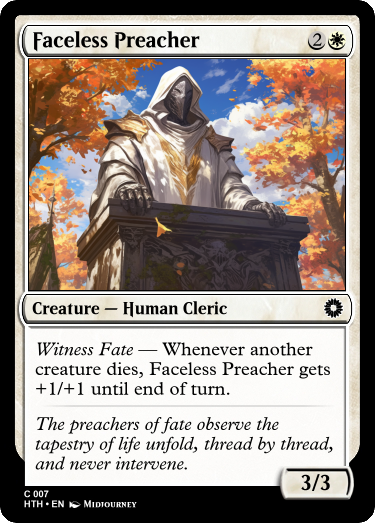 Faceless Preacher 2
Creature — Human Cleric
Witness Fate — Whenever another
creature dies, Faceless Preacher gets
+1/+1 until end of turn.
The preachers of fate observe the
tapestry of life unfold, thread by thread,
and never intervene.
3/3
C 007
HTH • EN Midjourney